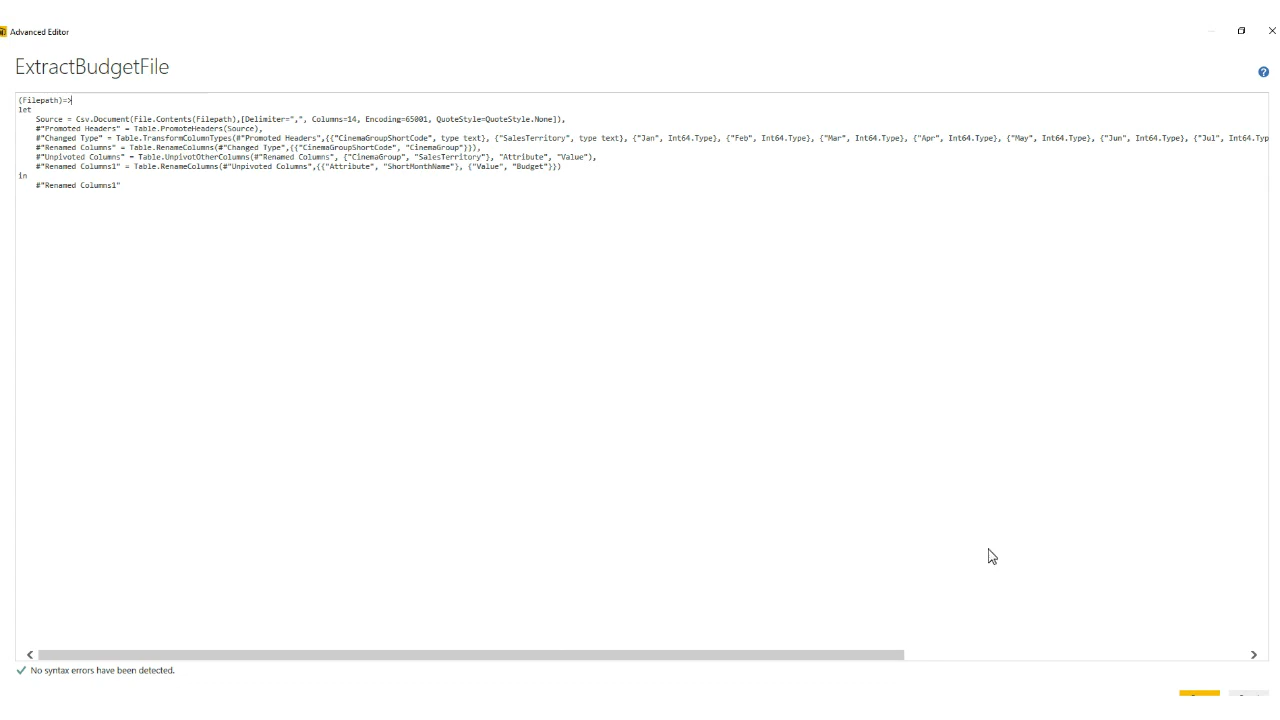 Advanced Editor
ExtractBudgetFile
(Filepath)=>
let
Source = Csv.Document(File.Contents(Filepath),[Delimiter=",", Columns=14, Encoding=65001, QuoteStyle=QuoteStyle.None]),
#"Promoted Headers" = Table.PromoteHeaders(Source),
#"Changed Type" = Table.TransformColumnTypes(#"Promoted Headers",{{"CinemaGroupShortCode", type text}, {"SalesTerritory", type text}, {"Jan", Int64.Type}, {"Feb", Int64.Type}, {"Mar", Int64.Type}, {"Apr", Int64.Type}, {"May", Int64.Type}, {"Jun", Int64.Type}, {"Jul", Int64.Typ
#"Renamed Columns" = Table.RenameColumns(#"Changed Type",{{"CinemaGroupShortCode", "CinemaGroup"}}),
#"Unpivoted Columns" = Table.UnpivotOtherColumns(#"Renamed Columns", {"CinemaGroup", "SalesTerritory"}, "Attribute", "Value"),
#"Renamed Columns1" = Table.RenameColumns(#"Unpivoted Columns",{{"Attribute", "ShortMonthName"}, {"Value", "Budget"}})
in
#"Renamed Columns1"
No syntax errors have been detected.